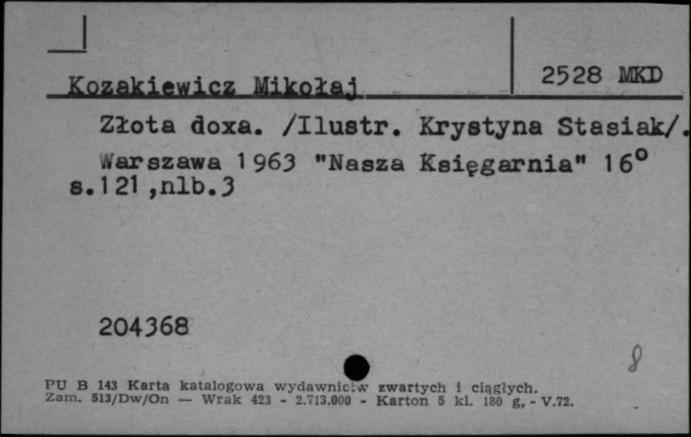 2528 MKD
Kozakiewicz Mikołaj
Złota doxa. /Ilustr. Krystyna Stasiak/.
Warszawa 1963 "Nasza Księgarnia" 16°
s.121,nlb.3
204368
8
PU B 143 Karta katalogowa wydawnictw zwartych i ciągłych.
Zam. 513/Dw/On — Wrak 423 - 2.713.000 - Karton 5 kl. 180 g, - V.72.